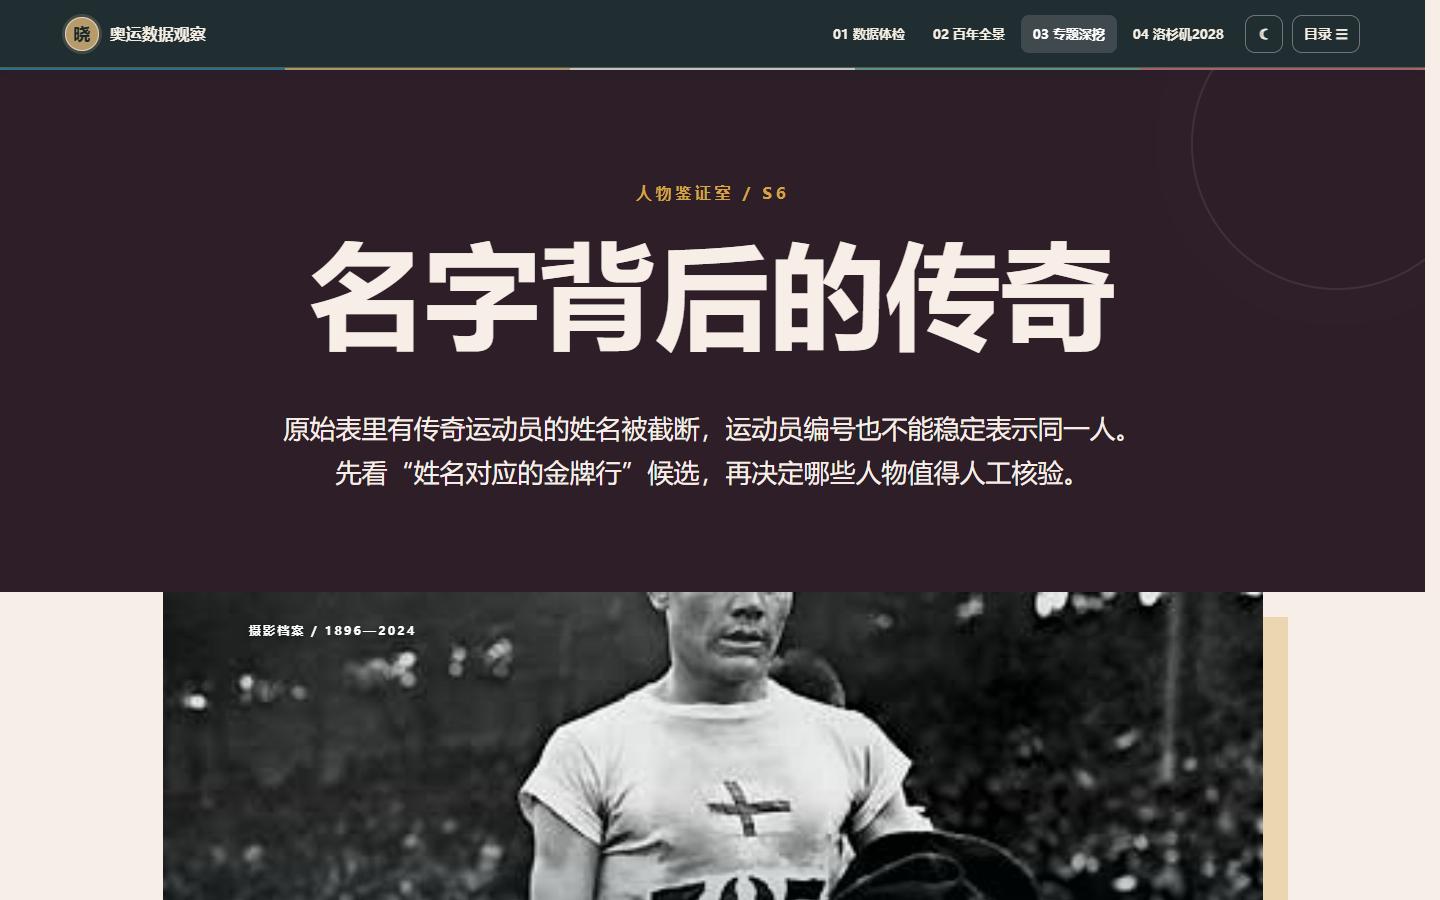 晓 奥运数据观察
01 数据体检 02 百年全景 03 专题深挖 04 洛杉矶2028 目录 ☰
人物鉴证室 / S6
名字背后的传奇
原始表里有传奇运动员的姓名被截断，运动员编号也不能稳定表示同一人。
先看“姓名对应的金牌行”候选，再决定哪些人物值得人工核验。
摄影档案 / 1896—2024